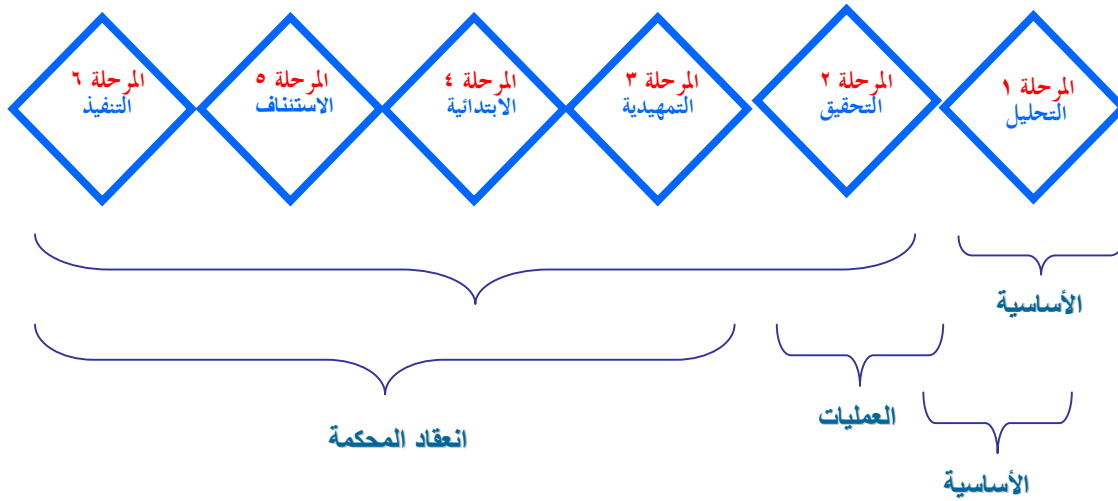 المرحلة ١
التحليل
المرحلة ٢
التحقيق
المرحلة ٣
التمهيدية
المرحلة ٤
الابتدائية
المرحلة ٥
الاستئناف
المرحلة ٦
التنفيذ
الأساسية
العمليات
انعقاد المحكمة
الأساسية